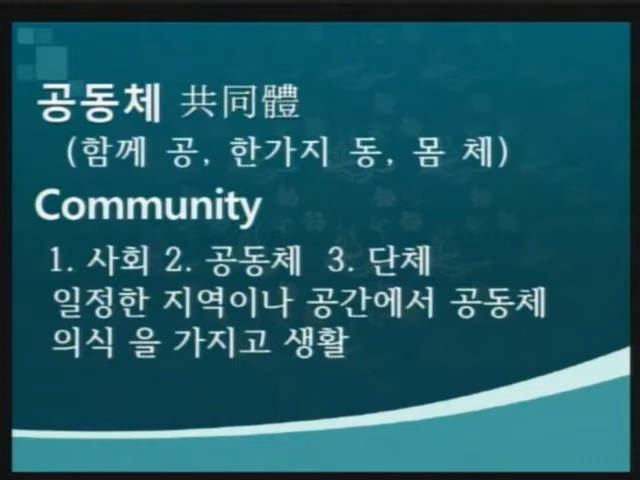 공동체 共同體
(함께 공, 한가지 동, 몸 체)
Community
1. 사회 2. 공동체 3. 단체
일정한 지역이나 공간에서 공동체
의식 을 가지고 생활